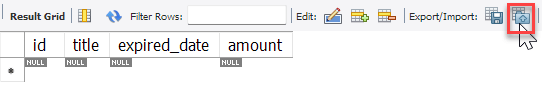 Result Grid Filter Rows: Edit: Export/Import:
id title expired_date amount
NULL NULL NULL NULL
*